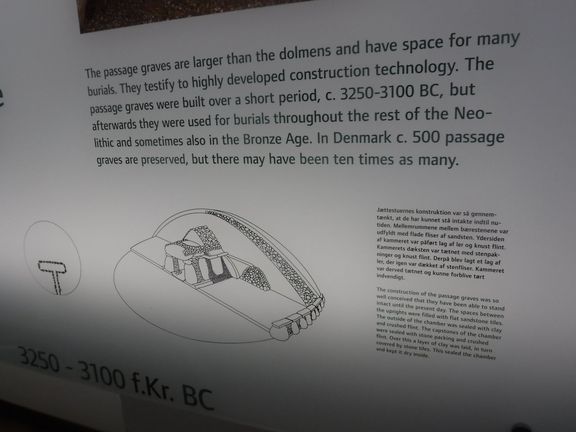 The passage graves are larger than the dolmens and have space for many
burials. They testify to highly developed construction technology. The
passage graves were built over a short period, c. 3250-3100 BC, but
afterwards they were used for burials throughout the rest of the Neo-
lithic and sometimes also in the Bronze Age. In Denmark c. 500 passage
graves are preserved, but there may have been ten times as many.
e
Jættestuernes konstruktion var så gennem-
tænkt, at de har kunnet stå intakte indtil nu-
tiden. Mellemrummene mellem bærestenene var
udfyldt med flade fliser af sandsten. Ydersiden
af kammeret var påført lag af ler og knust flint.
Kammerets dæksten var tætnet med stenpak-
ninger og knust flint. Derpå blev lagt et lag af
ler, der igen var dækket af stenfliser. Kammeret
var derved tætnet og kunne forblive tørt
indvendigt.
The construction of the passage graves was so
well conceived that they have been able to stand
intact until the present day. The spaces between
the uprights were filled with flat sandstone tiles.
The outside of the chamber was sealed with clay
and crushed flint. The capstones of the chamber
were sealed with stone packing and crushed
flint. Over this a layer of clay was laid, in turn
covered by stone tiles. This sealed the chamber
and kept it dry inside.
3250 - 3100 f.Kr. BC